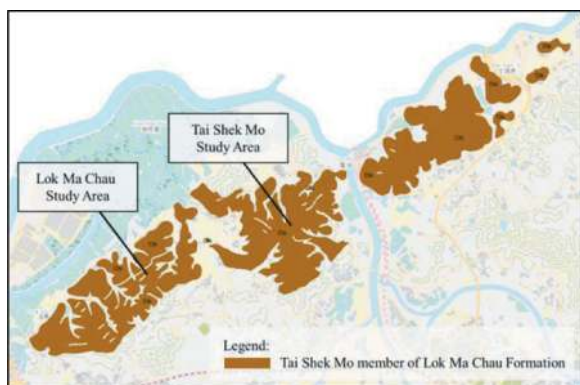 Tai Shek Mo
Study Area
Lok Ma Chau
Study Area
Legend:
Tai Shek Mo member of Lok Ma Chau Formation